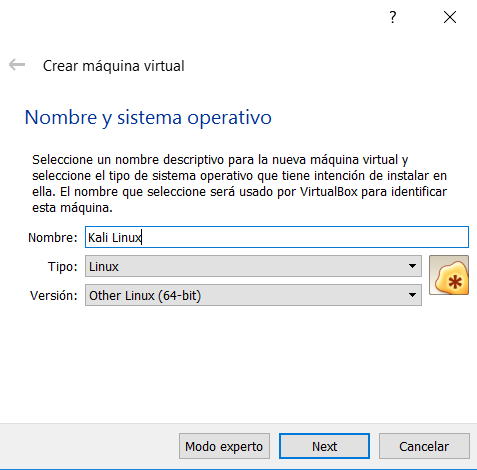 ?
Crear máquina virtual
Nombre y sistema operativo
Seleccione un nombre descriptivo para la nueva máquina virtual y
seleccione el tipo de sistema operativo que tiene intención de instalar en
ella. El nombre que seleccione será usado por VirtualBox para identificar
esta máquina.
Nombre: Kali Linux
Tipo: Linux
Versión: Other Linux (64-bit)
Modo experto Next Cancelar